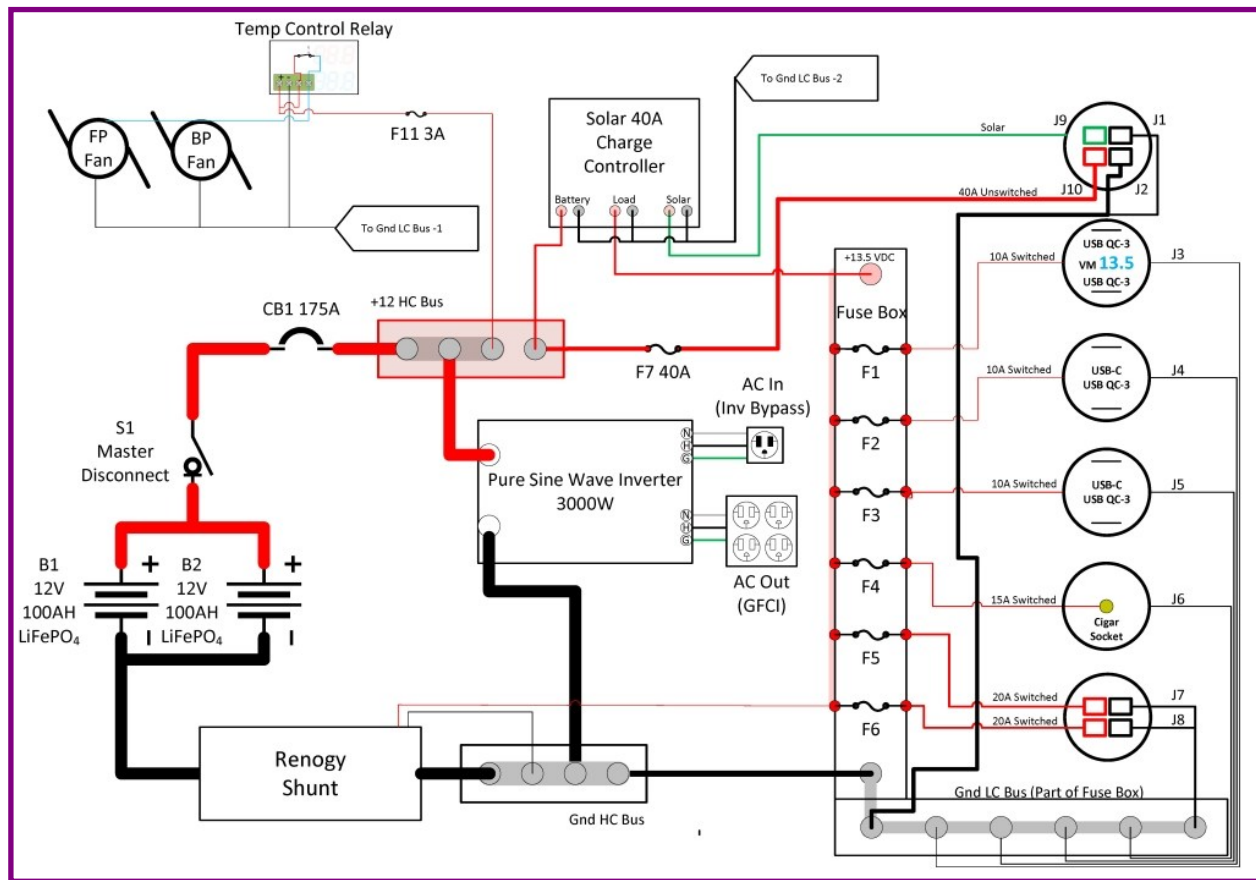 Temp Control Relay
+ -
F11 3A
FP
Fan
BP
Fan
To Gnd LC Bus -1
To Gnd LC Bus -2
Solar 40A
Charge
Controller
Battery Load Solar
Solar
J9
J1
J10
J2
40A Unswitched
+12 HC Bus
CB1 175A
F7 40A
S1
Master
Disconnect
B1
12V
100AH
LiFePO₄
+
-
B2
12V
100AH
LiFePO₄
+
-
Pure Sine Wave Inverter
3000W
N
H
G
AC In
(Inv Bypass)
N
H
G
AC Out
(GFCI)
Renogy
Shunt
Gnd HC Bus
+13.5 VDC
Fuse Box
F1
F2
F3
F4
F5
F6
10A Switched
USB QC-3
VM 13.5
USB QC-3
J3
10A Switched
USB-C
USB QC-3
J4
10A Switched
USB-C
USB QC-3
J5
15A Switched
Cigar
Socket
J6
20A Switched
20A Switched
J7
J8
Gnd LC Bus (Part of Fuse Box)